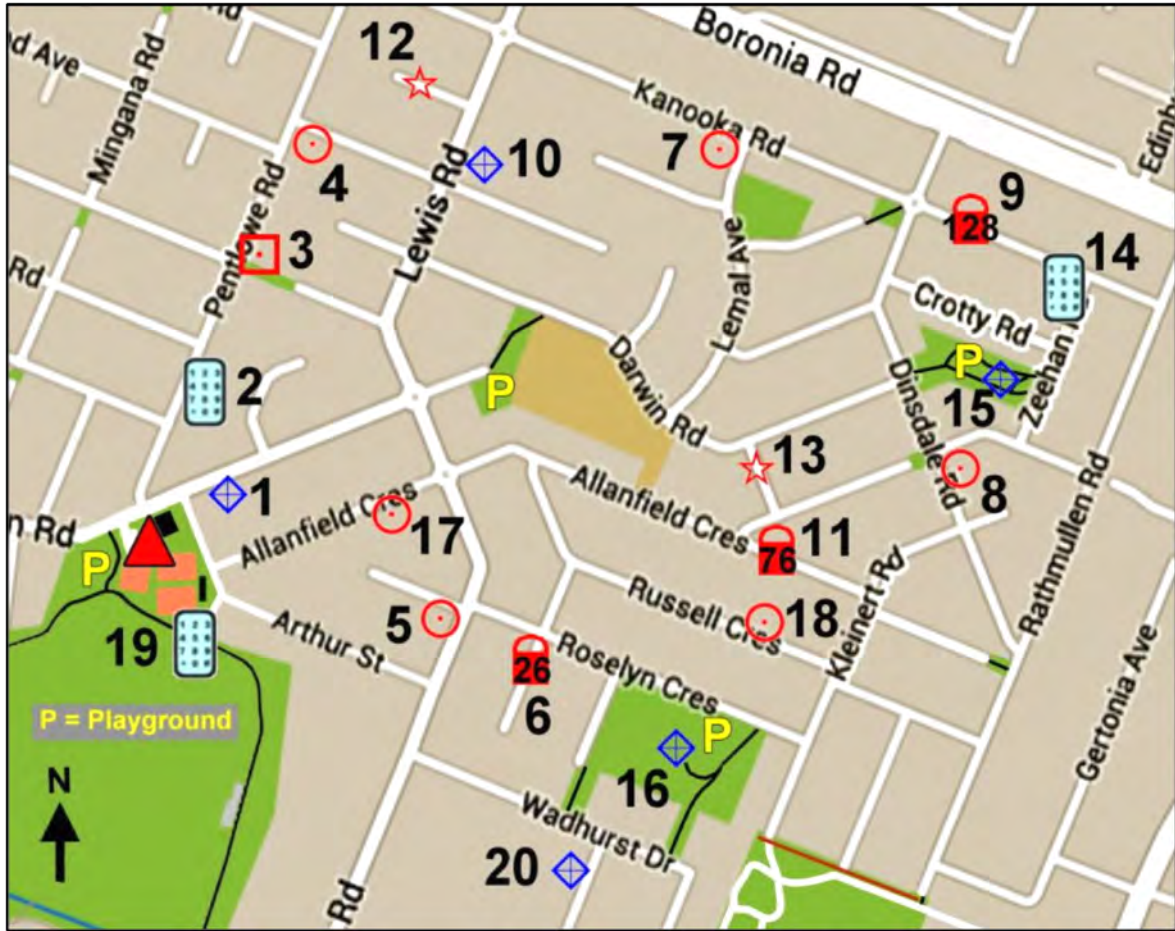 Rd
d Ave
Mingana Rd
12
Boronia Rd
Kanooka Rd
7
4
Lewis Rd
10
9
128
3
Pentlowe Rd
14
Lemal Ave
Crotty Rd
Rd
2
P
Darwin Rd
P
15
Zeehan
Dinsdale Rd
13
8
1
Allanfield Cres
17
Allanfield Cres
11
76
n Rd
P
Rathmullen Rd
Kleinert Rd
5
18
Russell Cres
19
Arthur St
26
6
Roselyn Cres
P = Playground
P
16
Gertonia Ave
N
Wadhurst Dr
20
Rd